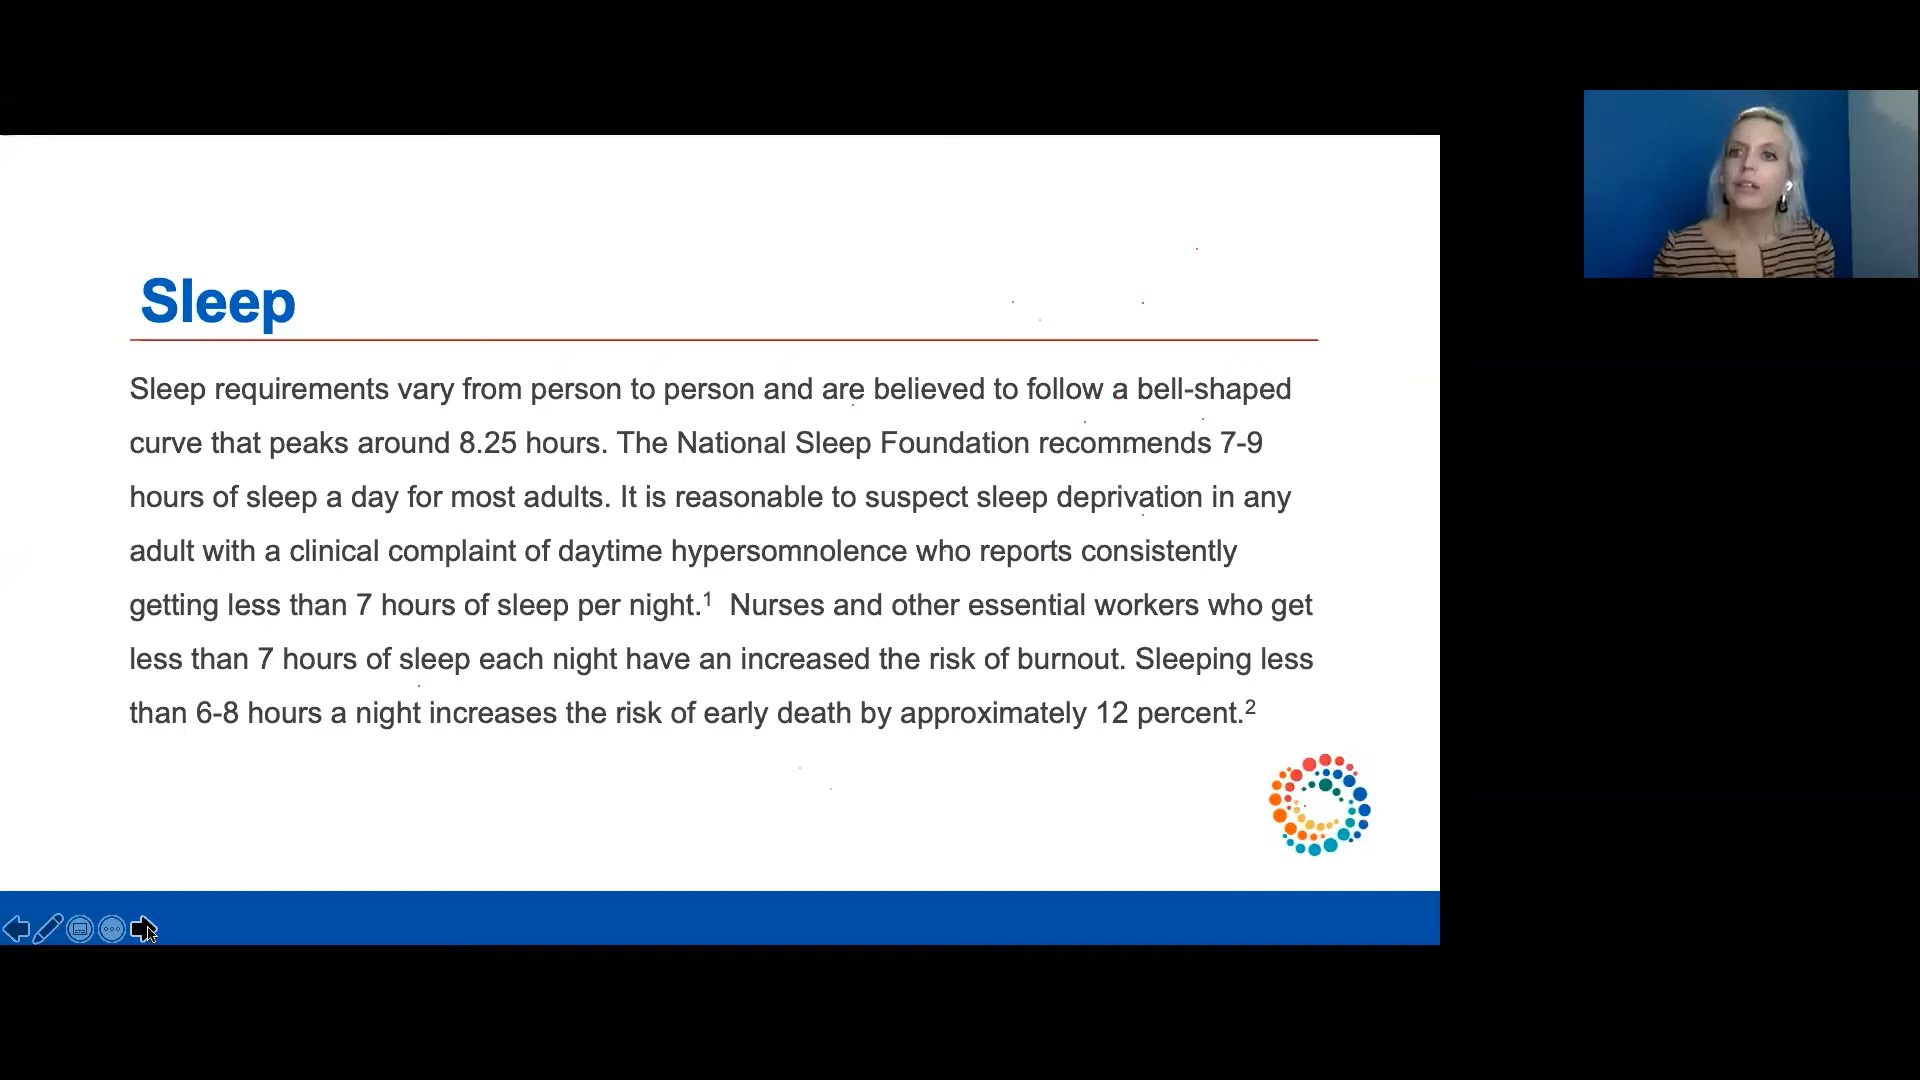 Sleep
Sleep requirements vary from person to person and are believed to follow a bell-shaped
curve that peaks around 8.25 hours. The National Sleep Foundation recommends 7-9
hours of sleep a day for most adults. It is reasonable to suspect sleep deprivation in any
adult with a clinical complaint of daytime hypersomnolence who reports consistently
getting less than 7 hours of sleep per night.¹  Nurses and other essential workers who get
less than 7 hours of sleep each night have an increased the risk of burnout. Sleeping less
than 6-8 hours a night increases the risk of early death by approximately 12 percent.²